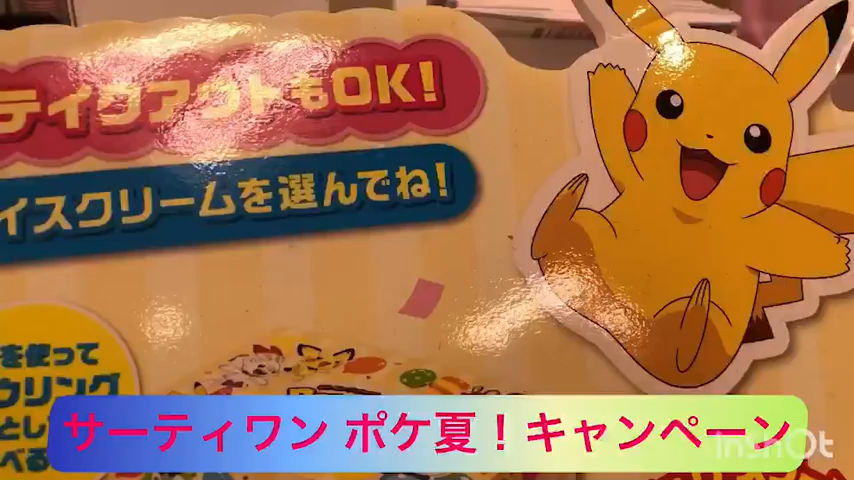 テイクアウトもOK!
イスクリームを選んでね!
を使って
ウリング
とし
べる
サーティワン ポケ夏！キャンペーン
InShOt